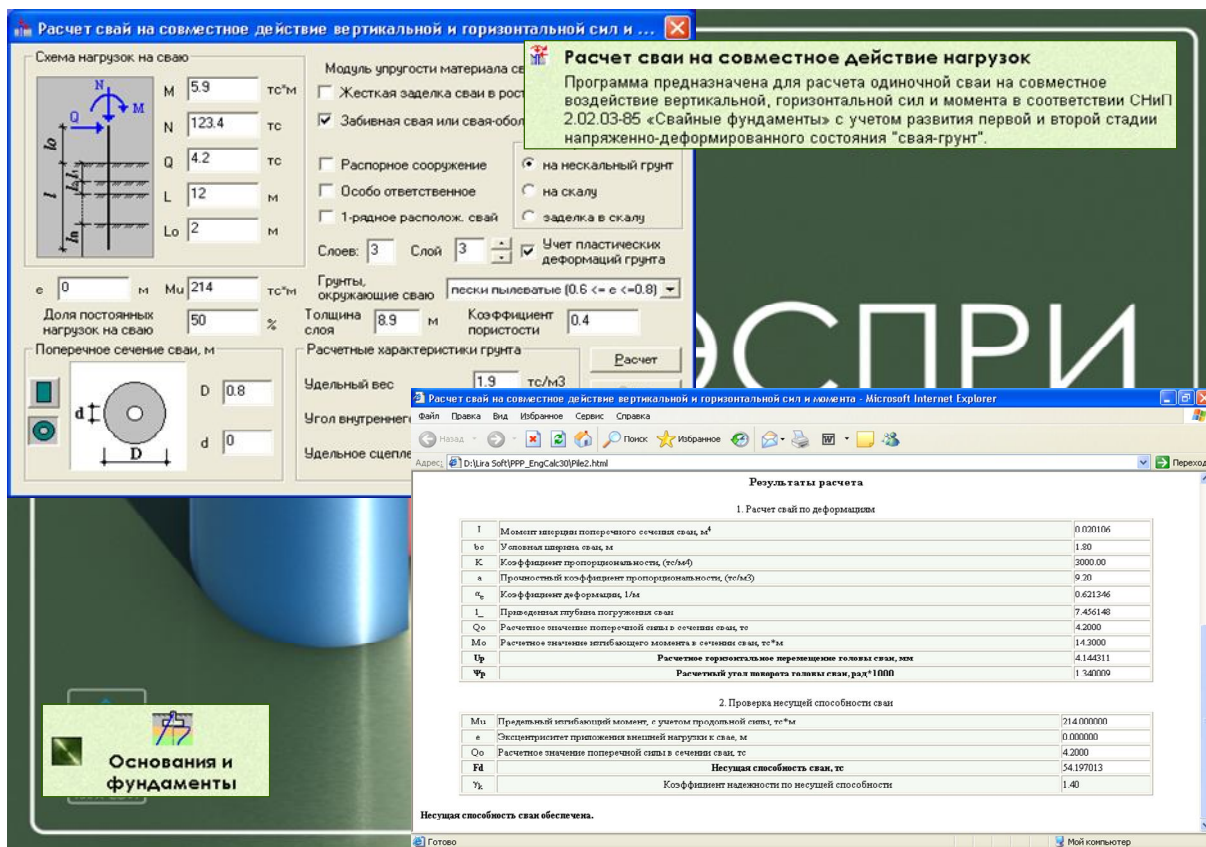 Расчет свай на совместное действие вертикальной и горизонтальной сил и ...
Схема нагрузок на сваю
N
M
Q
lo
l
M 5.9 тс*м
N 123.4 тс
Q 4.2 тс
L 12 м
Lo 2 м
Модуль упругости материала
Жесткая заделка сваи в
Забивная свая или
Распорное сооружение
Особо ответственное
1-рядное располож. свай
на нескальный грунт
на скалу
заделка в скалу
Слоев: 3 Слой 3
Учет пластических
деформаций грунта
e 0 м Mu 214 тс*м
Грунты,
окружающие сваю
пески пылеватые (0.6 <= e <=0.8)
Доля постоянных
нагрузок на сваю
50 %
Толщина
слоя
8.9 м
Коэффициент
пористости
0.4
Поперечное сечение сваи, м
d
D
D 0.8
d 0
Расчетные характеристики грунта
Удельный вес 1.9 тс/м3
Угол
Удельное
Расчет
Расчет сваи на совместное действие нагрузок
Программа предназначена для расчета одиночной сваи на совместное
воздействие вертикальной, горизонтальной сил и момента в соответствии СНиП
2.02.03-85 «Свайные фундаменты» с учетом развития первой и второй стадии
напряженно-деформированного состояния "свая-грунт".
ЭСПРИ
Расчет свай на совместное действие вертикальной и горизонтальной сил и момента - Microsoft Internet Explorer
Файл Правка Вид Избранное Сервис Справка
Назад Поиск Избранное
Адрес: D:\Lira Soft\PPP_EngCalc30\Pile2.html Переход
Результаты расчета
1. Расчет свай по деформациям
I Момент инерции поперечного сечения сваи, м4 0.020106
bc Условная ширина сваи, м 1.80
K Коэффициент пропорциональности, (тс/м4) 3000.00
a Прочностный коэффициент пропорциональности, (тс/м3) 9.20
αε Коэффициент деформации, 1/м 0.621346
l_ Приведенная глубина погружения сваи 7.456148
Qo Расчетное значение поперечной силы в сечении сваи, тс 4.2000
Mo Расчетное значение изгибающего момента в сечении сваи, тс*м 14.3000
Up Расчетное горизонтальное перемещение головы сваи, мм 4.144311
Ψp Расчетный угол поворота головы сваи, рад*1000 1.340009
2. Проверка несущей способности сваи
Mu Предельный изгибающий момент, с учетом продольной силы, тс*м 214.000000
e Эксцентриситет приложения внешней нагрузки к свае, м 0.000000
Qo Расчетное значение поперечной силы в сечении сваи, тс 4.2000
Fd Несущая способность сваи, тс 54.197013
γk Коэффициент надежности по несущей способности 1.40
Несущая способность сваи обеспечена.
Готово Мой компьютер
Основания и
фундаменты